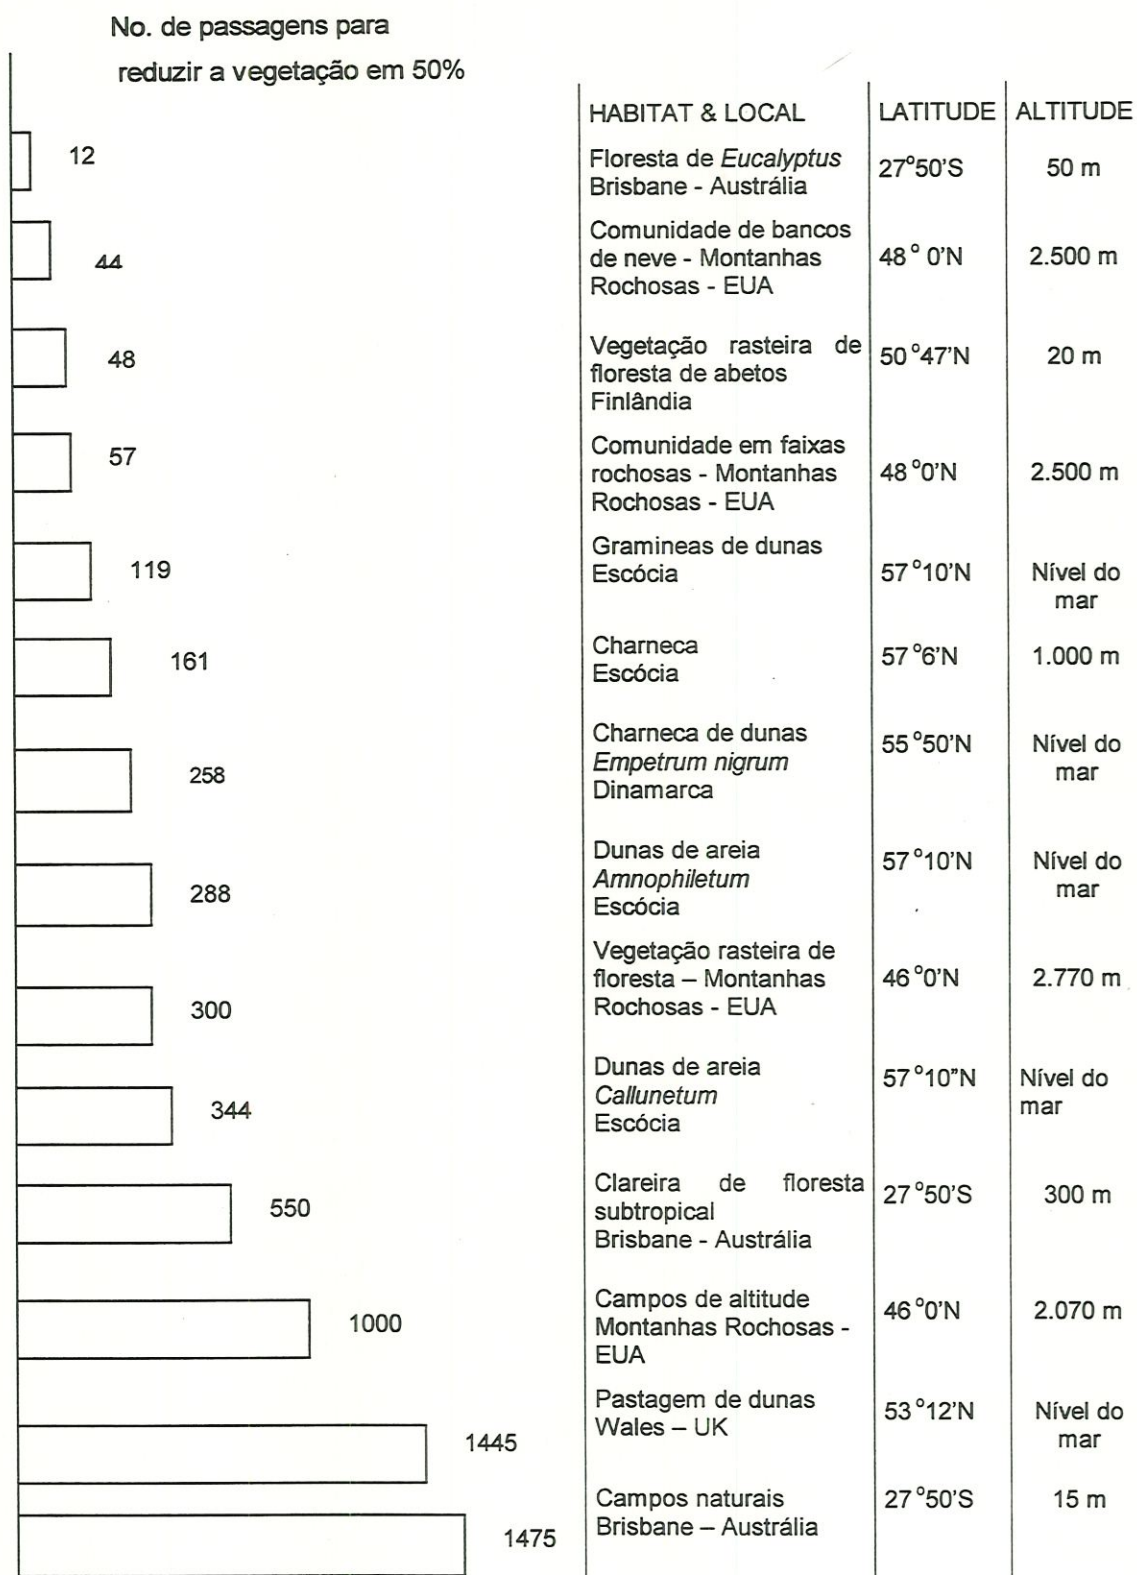 No. de passagens para
reduzir a vegetação em 50%
HABITAT & LOCAL LATITUDE ALTITUDE
12
Floresta de Eucalyptus
Brisbane - Austrália
27°50'S 50 m
44
Comunidade de bancos
de neve - Montanhas
Rochosas - EUA
48° 0'N 2.500 m
48
Vegetação rasteira de
floresta de abetos
Finlândia
50°47'N 20 m
57
Comunidade em faixas
rochosas - Montanhas
Rochosas - EUA
48°0'N 2.500 m
119
Gramineas de dunas
Escócia
57°10'N Nível do
mar
161
Charneca
Escócia
57°6'N 1.000 m
258
Charneca de dunas
Empetrum nigrum
Dinamarca
55°50'N Nível do
mar
288
Dunas de areia
Amnophiletum
Escócia
57°10'N Nível do
mar
300
Vegetação rasteira de
floresta – Montanhas
Rochosas - EUA
46°0'N 2.770 m
344
Dunas de areia
Callunetum
Escócia
57°10"N Nível do
mar
550
Clareira de floresta
subtropical
Brisbane - Austrália
27°50'S 300 m
1000
Campos de altitude
Montanhas Rochosas -
EUA
46°0'N 2.070 m
1445
Pastagem de dunas
Wales – UK
53°12'N Nível do
mar
1475
Campos naturais
Brisbane – Austrália
27°50'S 15 m